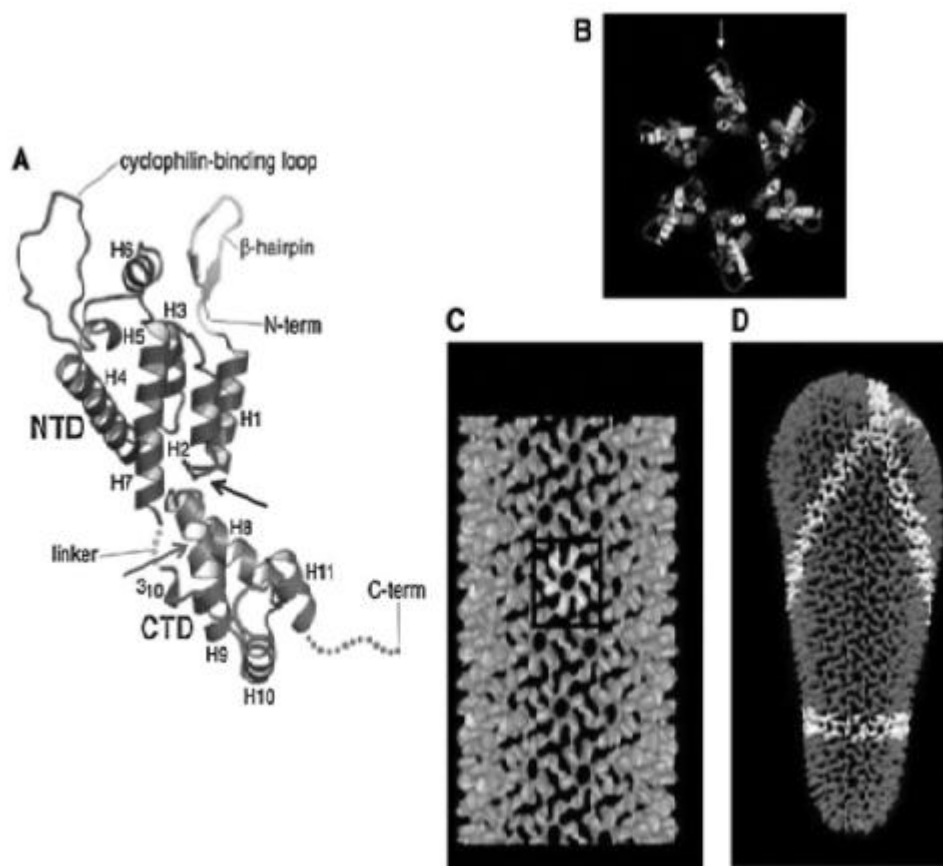 A
cyclophilin-binding loop
β-hairpin
H6
H3
N-term
H5
H4
NTD
H1
H2
H7
H8
linker
H11
C-term
3₁₀
CTD
H9
H10
B
C
D